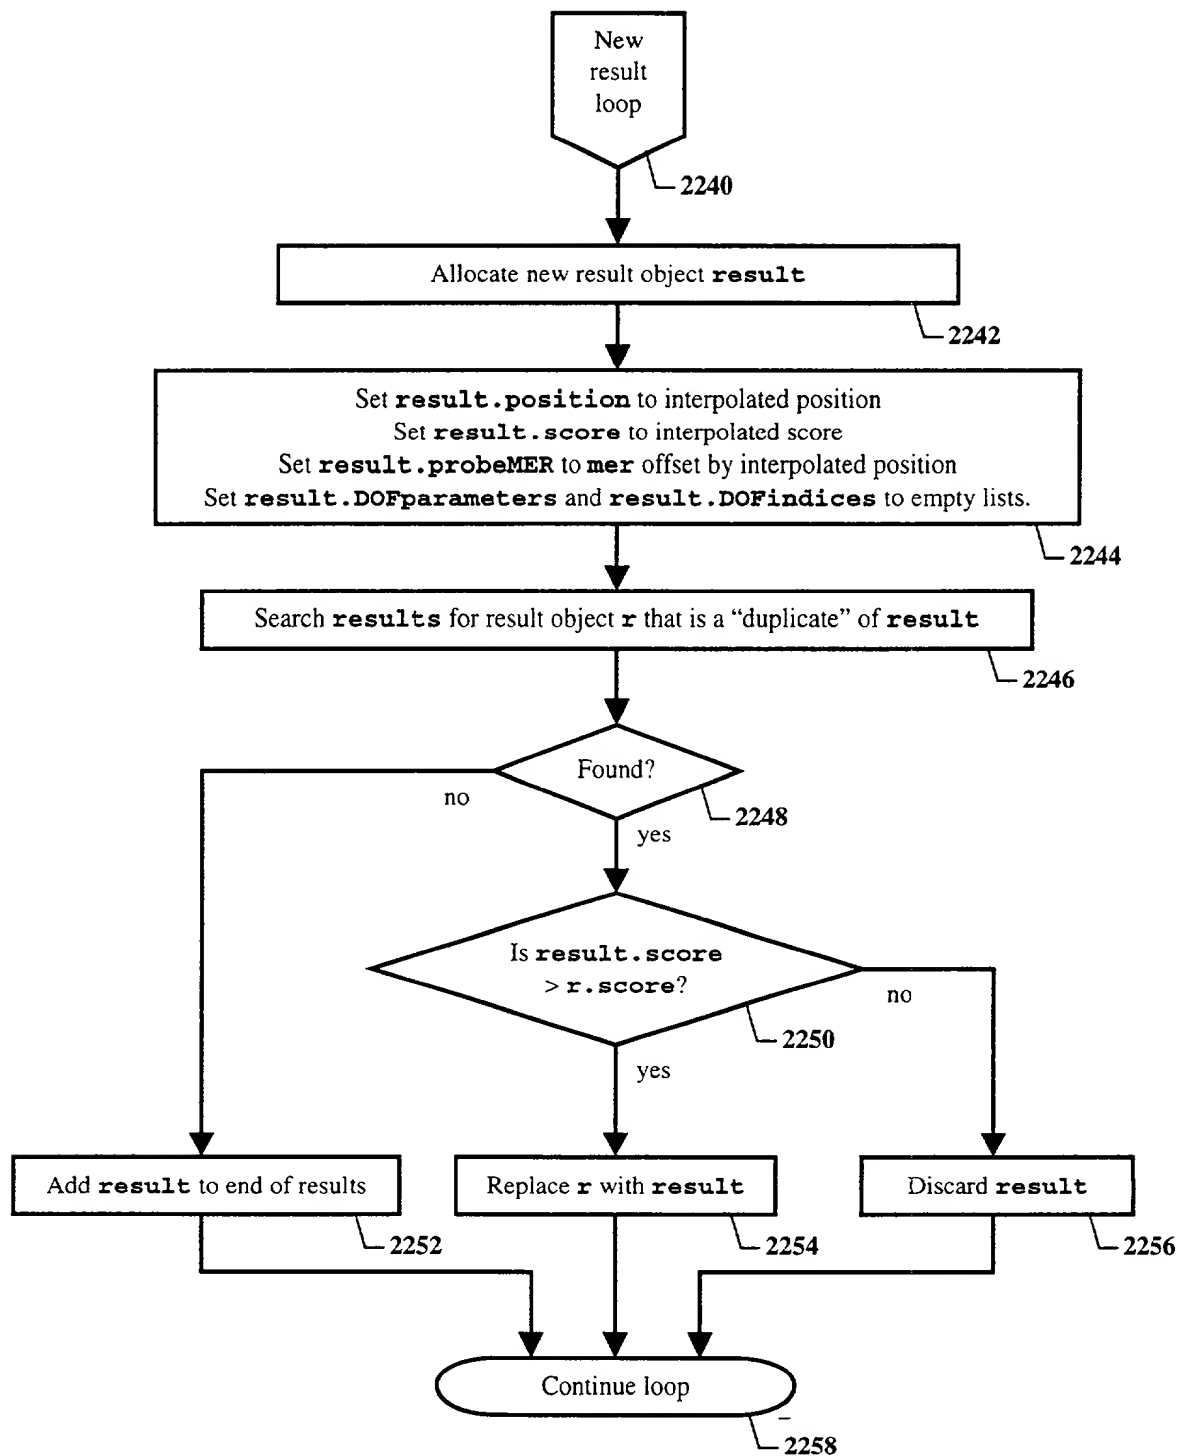 New
result
loop
2240
Allocate new result object result
2242
Set result.position to interpolated position
Set result.score to interpolated score
Set result.probeMER to mer offset by interpolated position
Set result.DOFparameters and result.DOFindices to empty lists.
2244
Search results for result object r that is a “duplicate” of result
2246
Found?
no
2248
yes
Is result.score
> r.score?
no
2250
yes
Add result to end of results
Replace r with result
Discard result
2252
2254
2256
Continue loop
2258